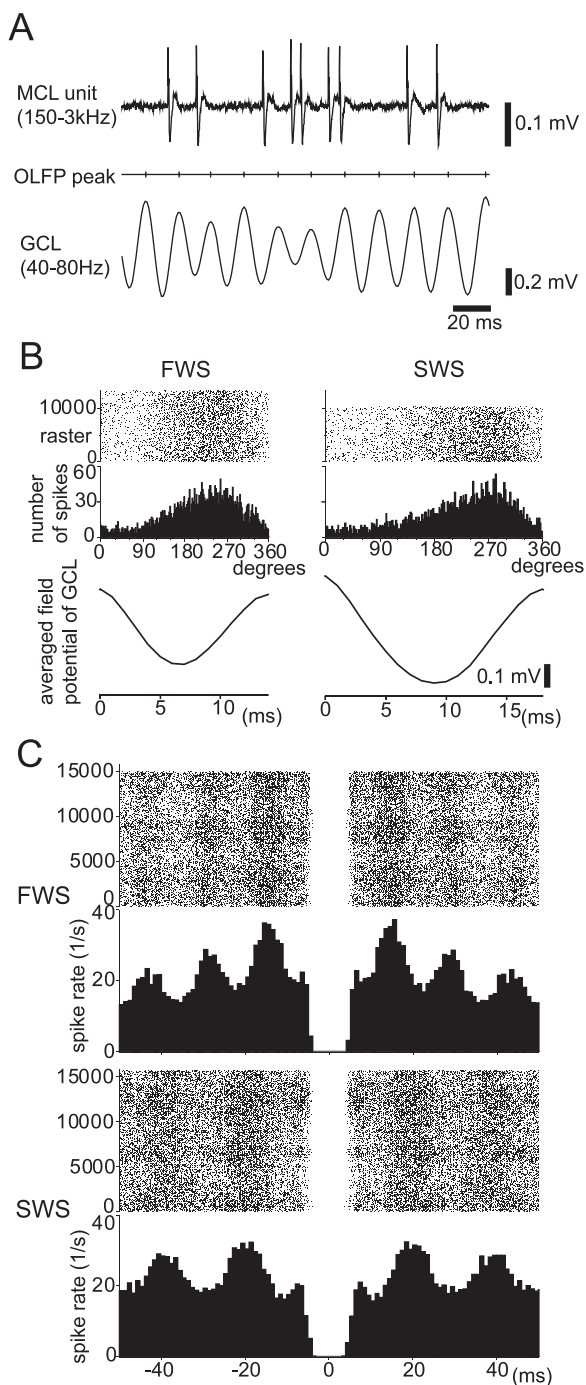 A
MCL unit
(150-3kHz)
0.1 mV
OLFP peak
GCL
(40-80Hz)
0.2 mV
20 ms
B
FWS
SWS
10000
raster
0
60
30
0
number
of spikes
0 90 180 270 360
degrees
0 90 180 270 360
degrees
averaged field
potential of GCL
0.1 mV
0 5 10 (ms)
0 5 10 15 (ms)
C
15000
10000
5000
0
FWS
40
20
0
spike rate (1/s)
15000
10000
5000
0
SWS
40
20
0
spike rate (1/s)
-40 -20 0 20 40 (ms)